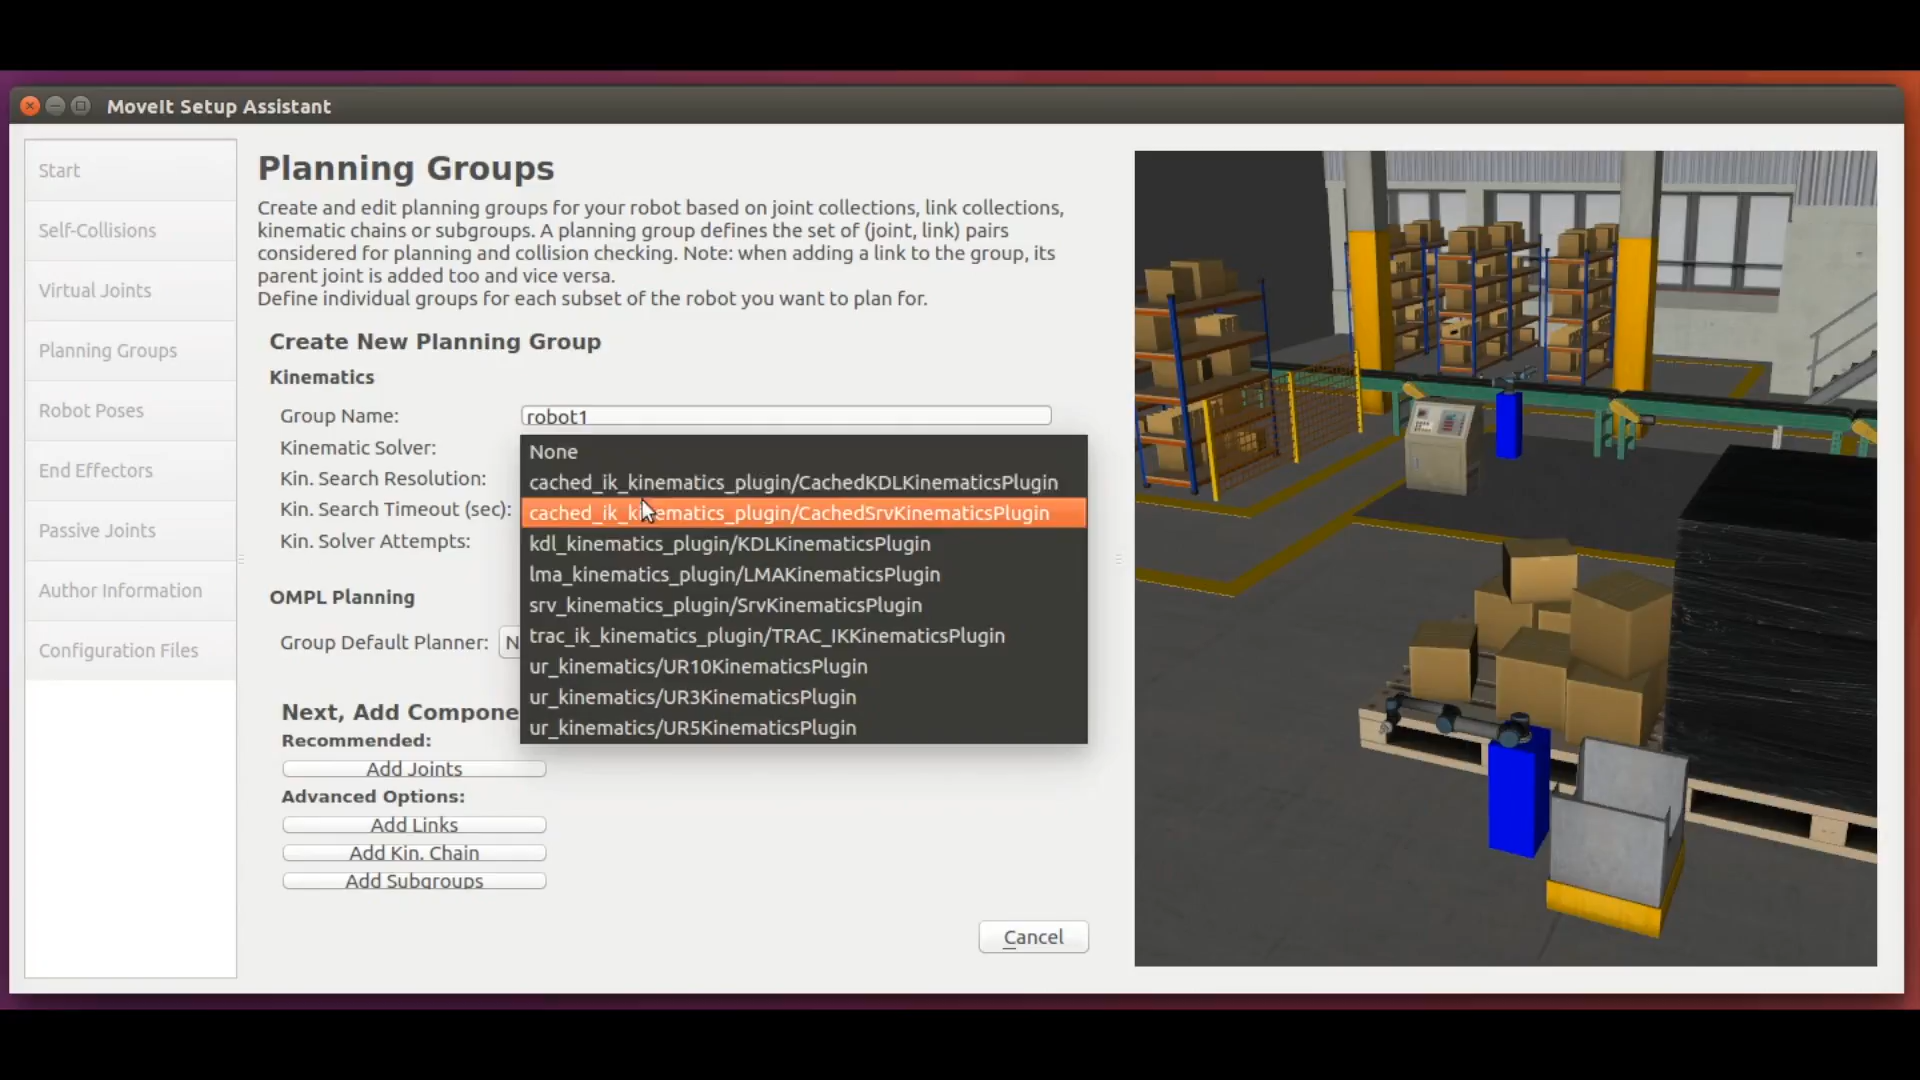 MoveIt Setup Assistant
Start
Self-Collisions
Virtual Joints
Planning Groups
Robot Poses
End Effectors
Passive Joints
Author Information
Configuration Files
Planning Groups
Create and edit planning groups for your robot based on joint collections, link collections,
kinematic chains or subgroups. A planning group defines the set of (joint, link) pairs
considered for planning and collision checking. Note: when adding a link to the group, its
parent joint is added too and vice versa.
Define individual groups for each subset of the robot you want to plan for.
Create New Planning Group
Kinematics
Group Name: robot1
Kinematic Solver:
Kin. Search Resolution:
Kin. Search Timeout (sec):
Kin. Solver Attempts:
None
cached_ik_kinematics_plugin/CachedKDLKinematicsPlugin
cached_ik_kinematics_plugin/CachedSrvKinematicsPlugin
kdl_kinematics_plugin/KDLKinematicsPlugin
lma_kinematics_plugin/LMAKinematicsPlugin
srv_kinematics_plugin/SrvKinematicsPlugin
trac_ik_kinematics_plugin/TRAC_IKKinematicsPlugin
ur_kinematics/UR10KinematicsPlugin
ur_kinematics/UR3KinematicsPlugin
ur_kinematics/UR5KinematicsPlugin
OMPL Planning
Group Default Planner: N
Next, Add Compone
Recommended:
Add Joints
Advanced Options:
Add Links
Add Kin. Chain
Add Subgroups
Cancel